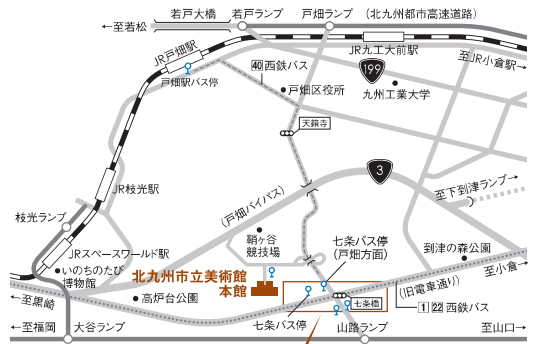 若戸大橋
若戸ランプ
戸畑ランプ
(北九州都市高速道路)
←至若松
JR戸畑駅
JR九工大前駅
至JR小倉駅→
戸畑駅バス停
40 西鉄バス
199
戸畑区役所
九州工業大学
天籟寺
3
JR枝光駅
(戸畑バイパス)
至下到津ランプ→
枝光ランプ
鞘ヶ谷
競技場
七条バス停
(戸畑方面)
到津の森公園
JRスペースワールド駅
いのちのたび
博物館
北九州市立美術館
本館
至小倉→
←至黒崎
高炉台公園
七条橋
(旧電車通り)
1 22 西鉄バス
七条バス停
←至福岡
大谷ランプ
山路ランプ
至山口→